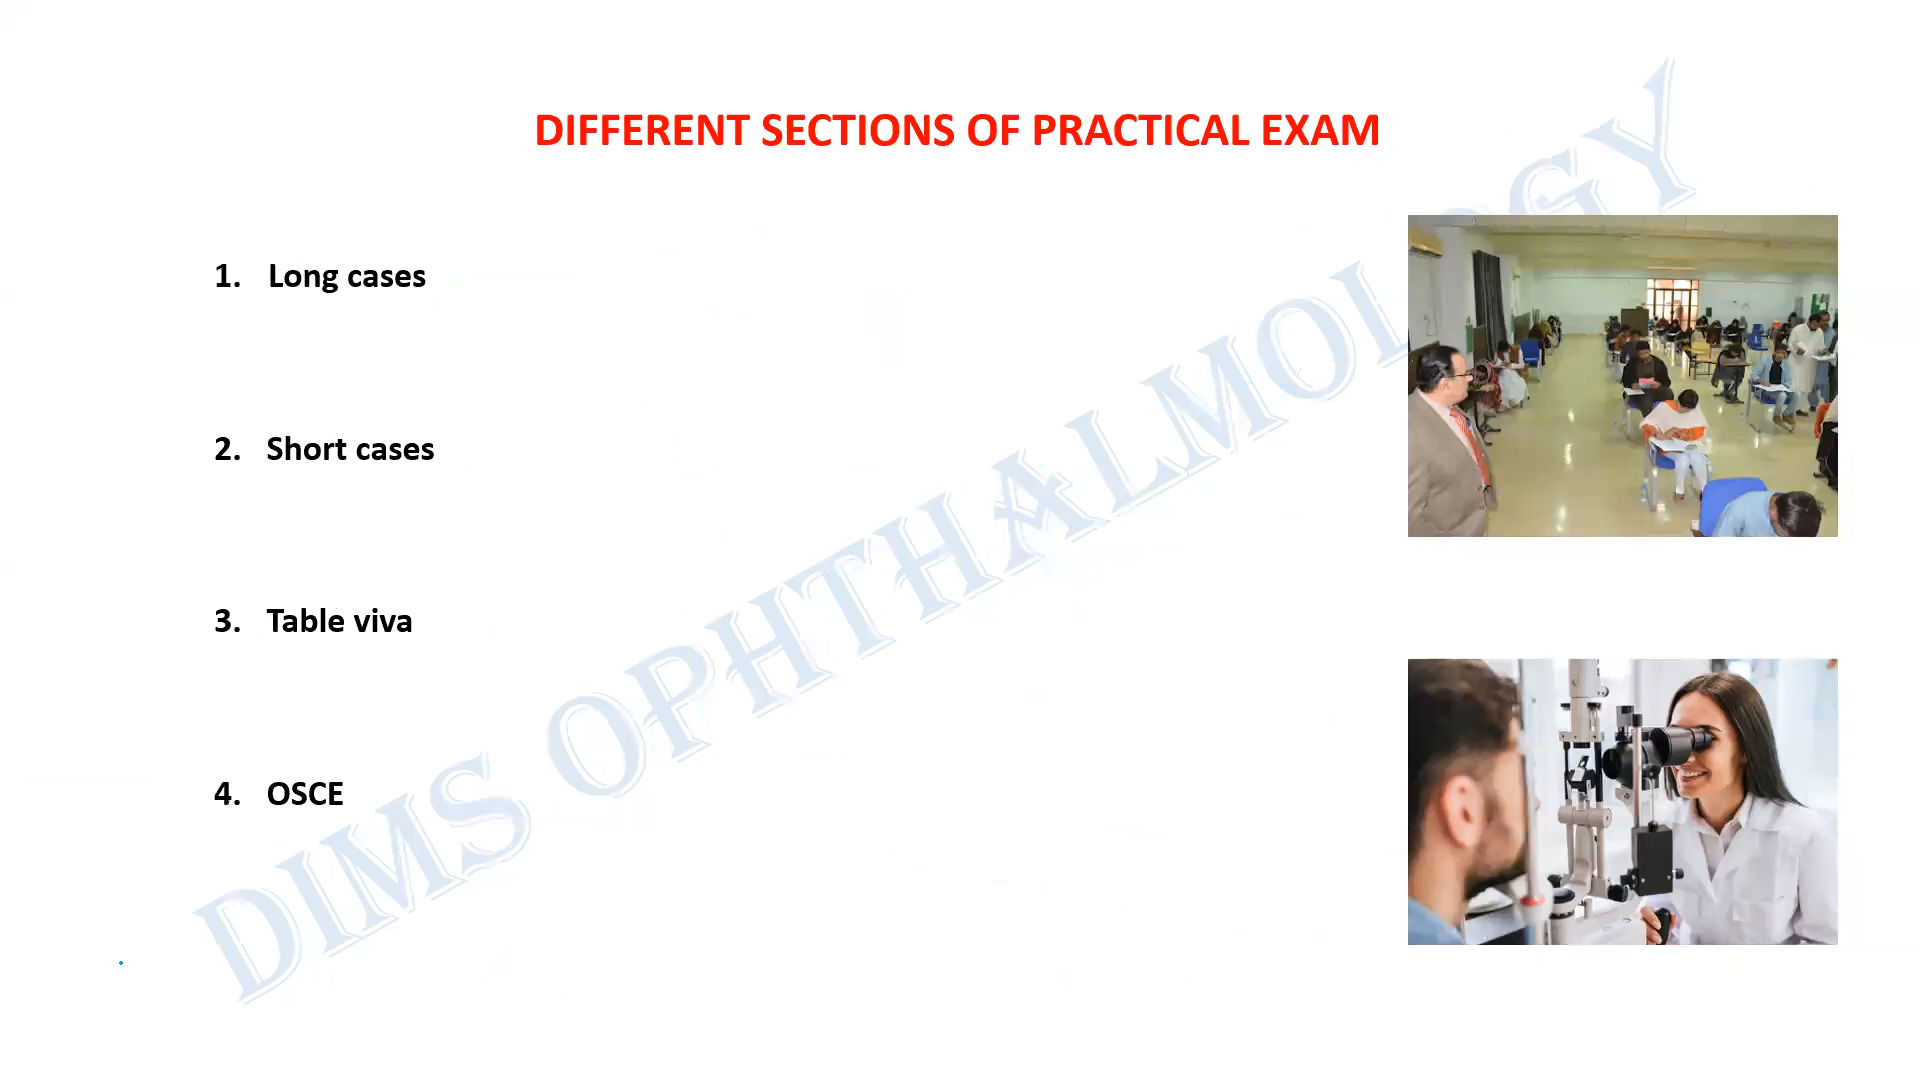 DIFFERENT SECTIONS OF PRACTICAL EXAM
1. Long cases
2. Short cases
3. Table viva
4. OSCE
DIMS OPHTHALMOLOGY